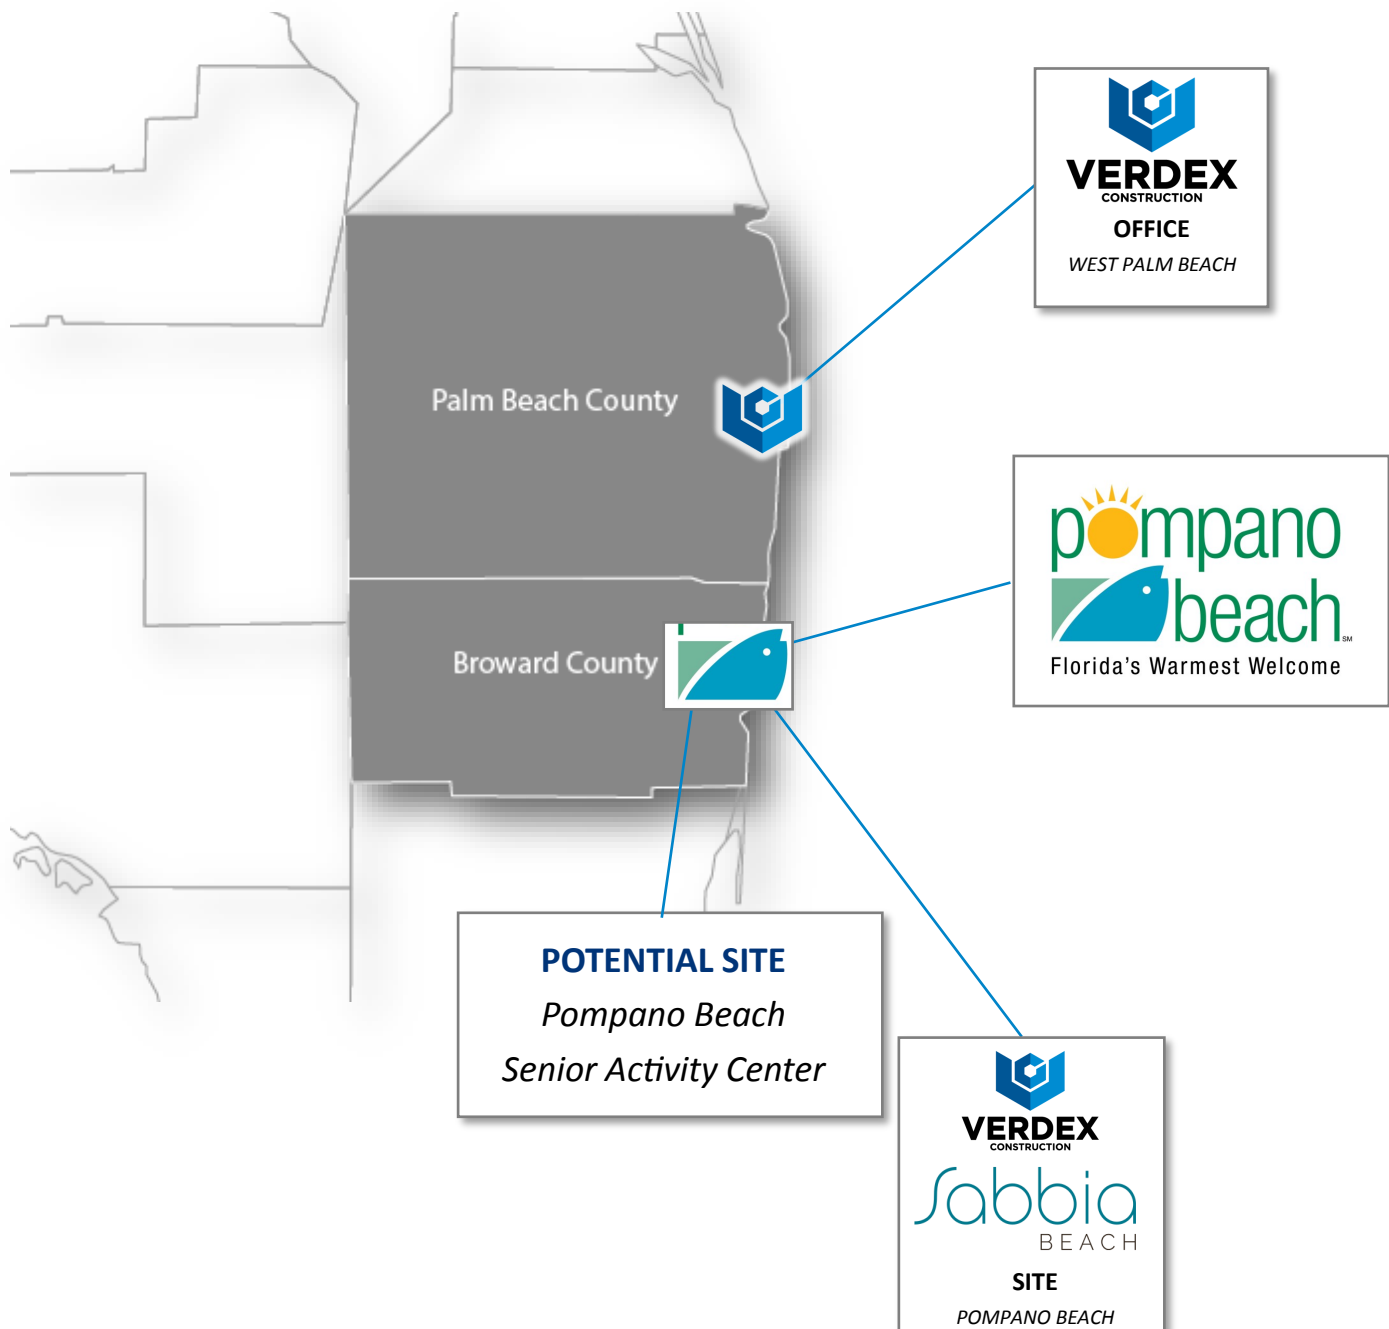 VERDEX
CONSTRUCTION
OFFICE
WEST PALM BEACH
Palm Beach County
pompano
beach SM
Florida's Warmest Welcome
Broward County
POTENTIAL SITE
Pompano Beach
Senior Activity Center
VERDEX
CONSTRUCTION
Sabbia
BEACH
SITE
POMPANO BEACH